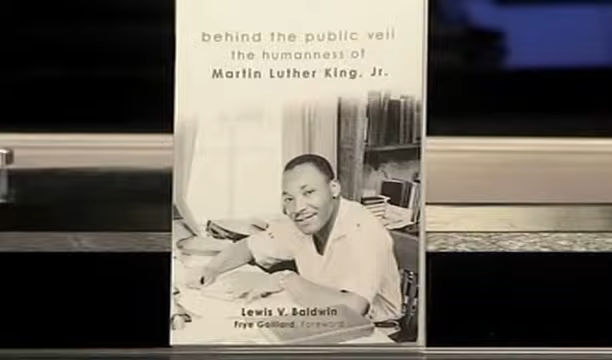 behind the public veil
the humanness of
Martin Luther King, Jr.
Lewis V. Baldwin
Frye Gaillard, Foreword